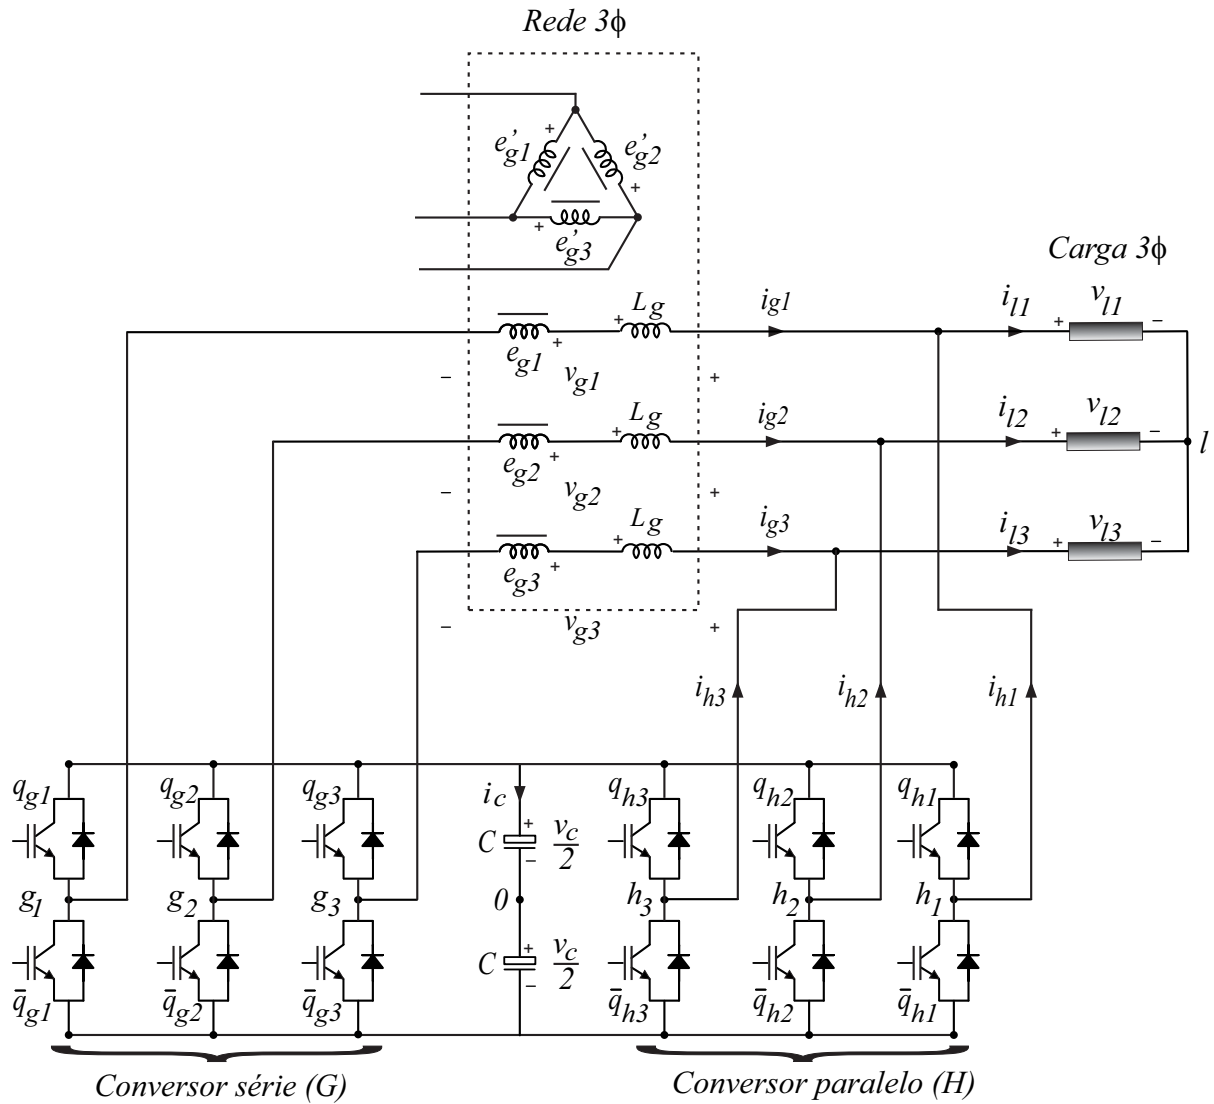 Rede 3ϕ
+
e'g1
e'g2
+
+
e'g3
Carga 3ϕ
+ Lg
ig1
il1
vl1
+ −
eg1
+
vg1
− +
+ Lg
ig2
il2
vl2
+ −
l
eg2
+
vg2
− +
+ Lg
ig3
il3
vl3
+ −
eg3
+
vg3
− +
ih3
ih2
ih1
qg1 qg2 qg3 ic qh3 qh2 qh1
C + − vc/2
g1 g2 g3 0 h3 h2 h1
C + − vc/2
q̄g1 q̄g2 q̄g3 q̄h3 q̄h2 q̄h1
Conversor série (G) Conversor paralelo (H)